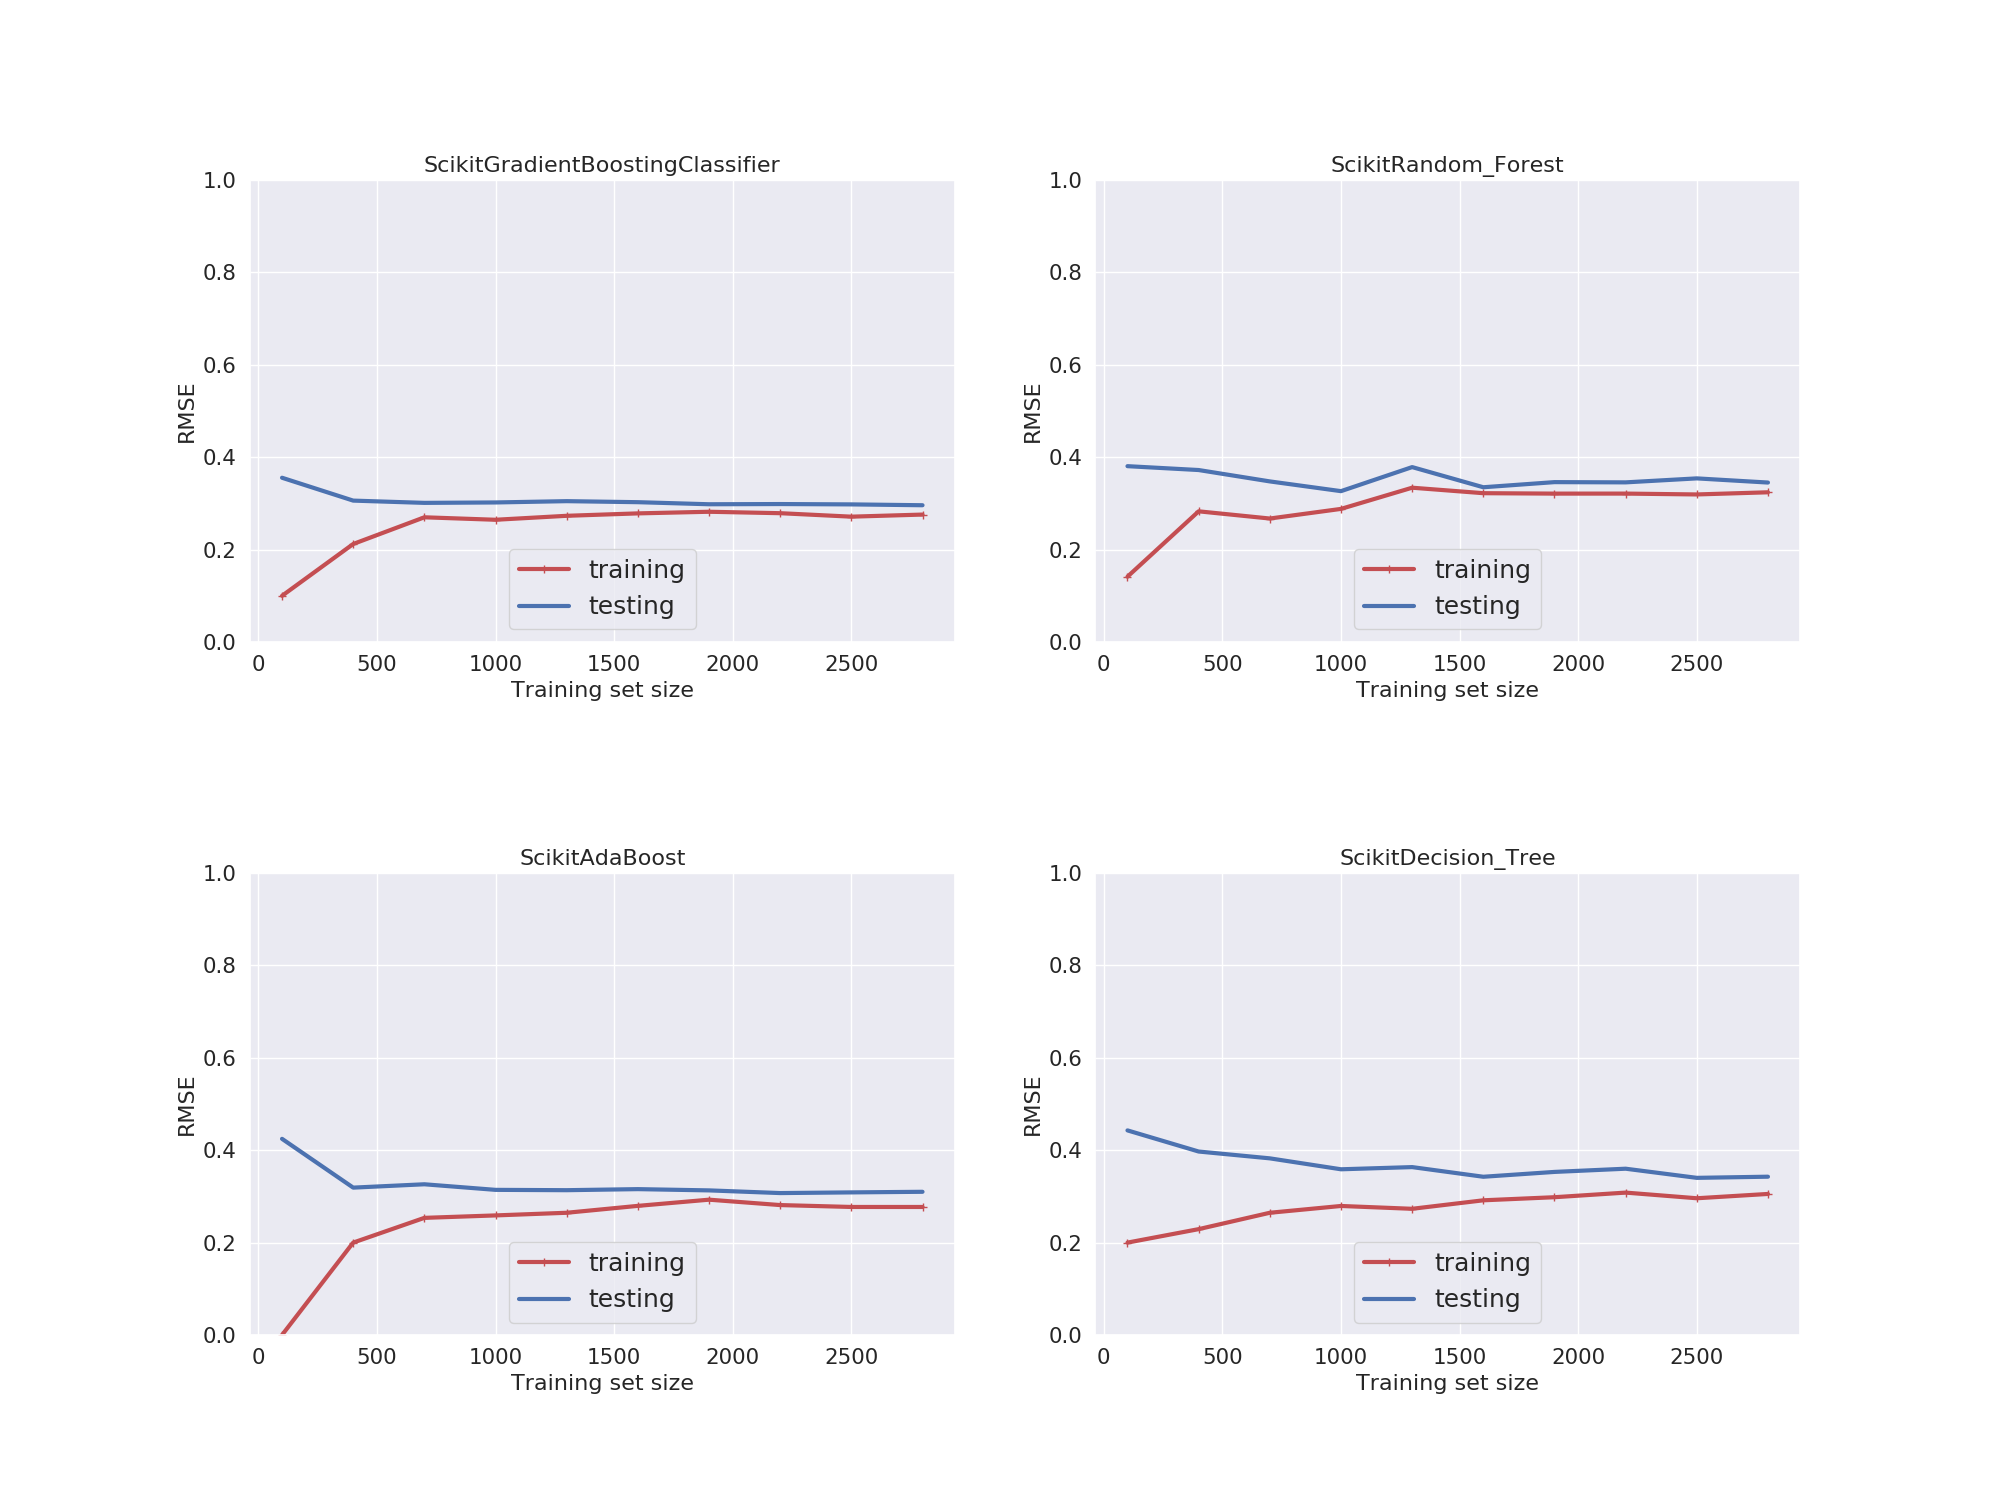 ScikitGradientBoostingClassifier
1.0
0.8
0.6
0.4
0.2
0.0
RMSE
training
testing
0 500 1000 1500 2000 2500
Training set size
ScikitRandom_Forest
1.0
0.8
0.6
0.4
0.2
0.0
RMSE
training
testing
0 500 1000 1500 2000 2500
Training set size
ScikitAdaBoost
1.0
0.8
0.6
0.4
0.2
0.0
RMSE
training
testing
0 500 1000 1500 2000 2500
Training set size
ScikitDecision_Tree
1.0
0.8
0.6
0.4
0.2
0.0
RMSE
training
testing
0 500 1000 1500 2000 2500
Training set size